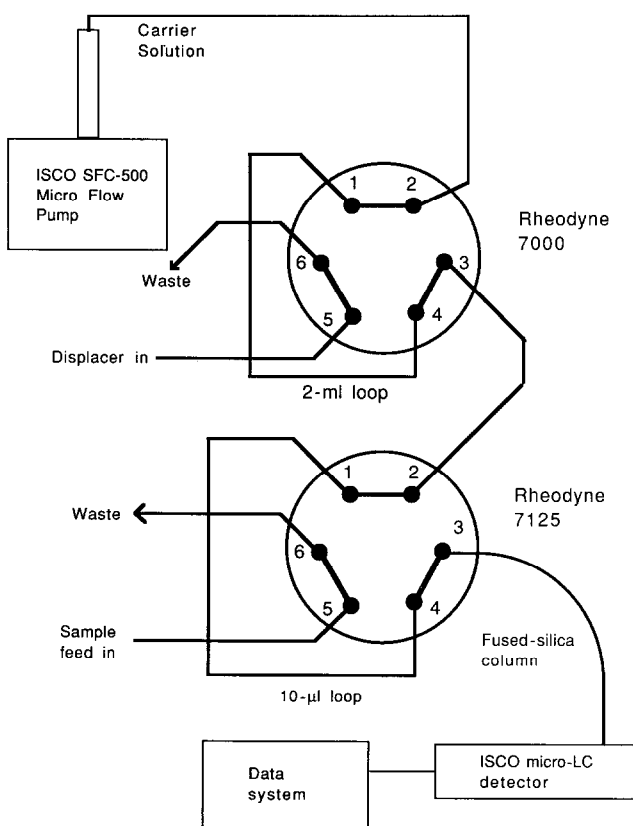 Carrier
Solution
ISCO SFC-500
Micro Flow
Pump
1
2
Rheodyne
7000
6
3
Waste
5
4
Displacer in
2-ml loop
1
2
Rheodyne
7125
Waste
3
6
5
4
Sample
feed in
Fused-silica
column
10-µl loop
ISCO micro-LC
detector
Data
system